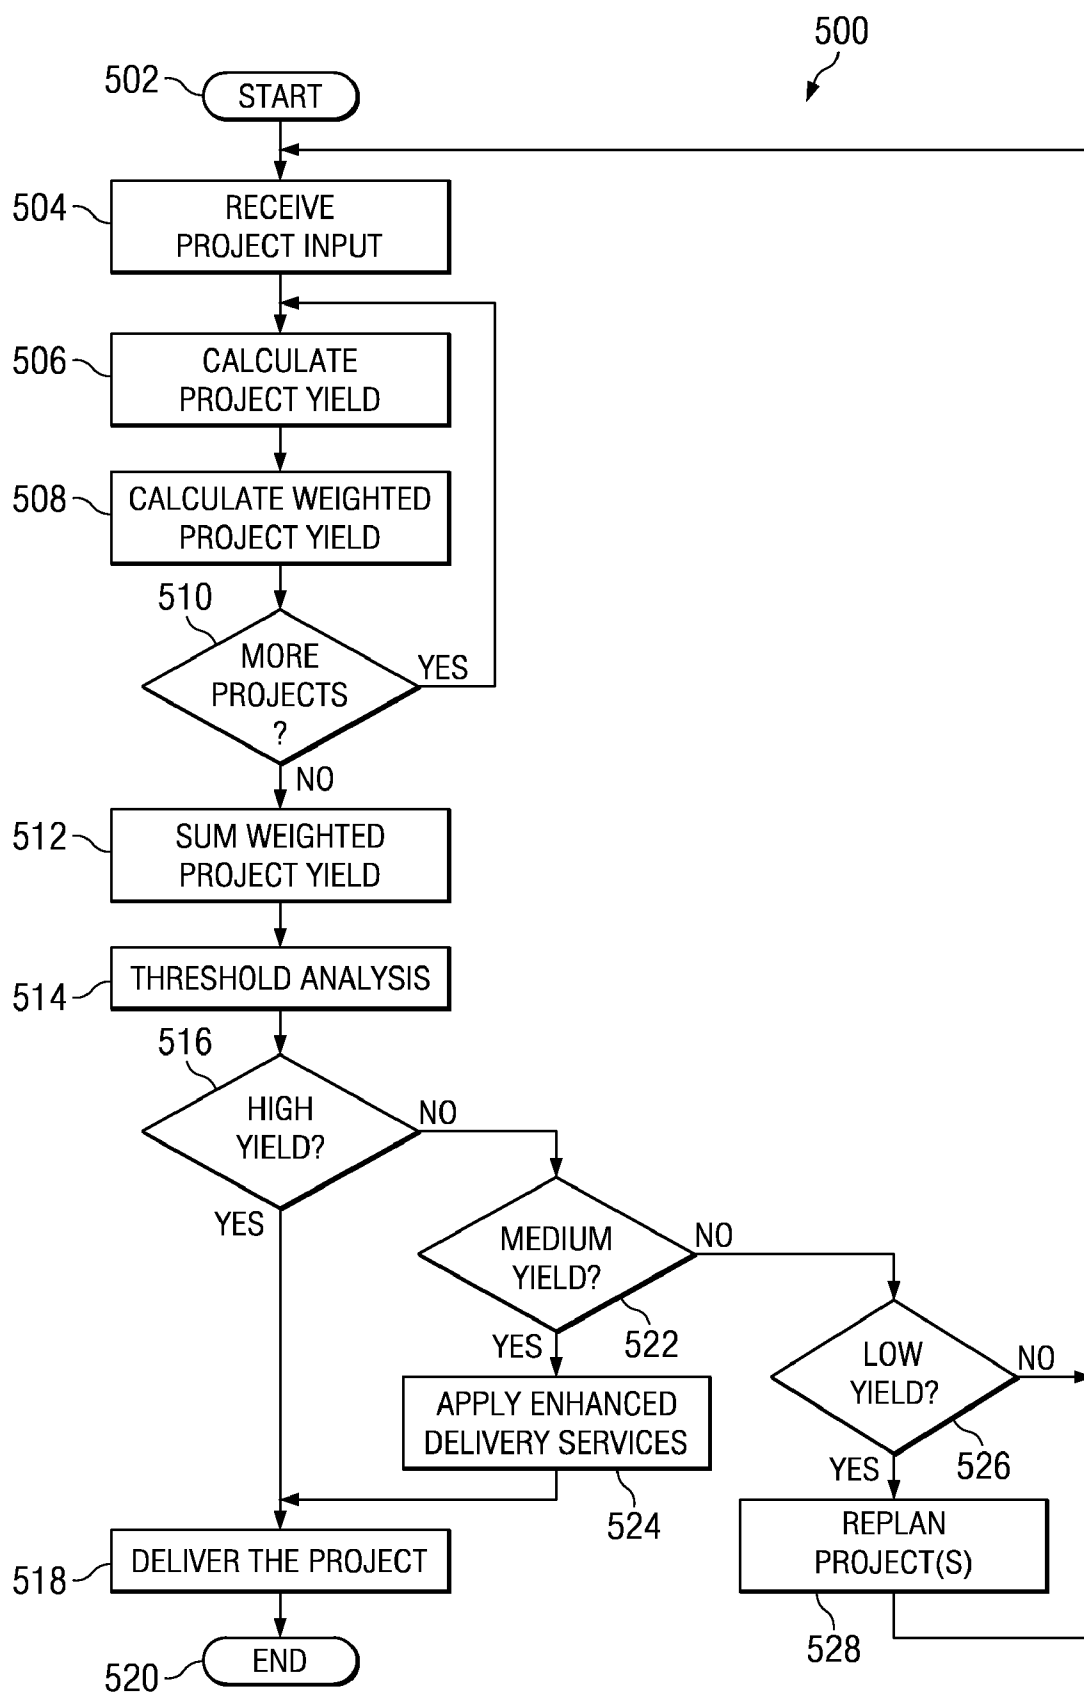 500
502
START
504
RECEIVE
PROJECT INPUT
506
CALCULATE
PROJECT YIELD
508
CALCULATE WEIGHTED
PROJECT YIELD
510
MORE
PROJECTS
?
YES
NO
512
SUM WEIGHTED
PROJECT YIELD
514
THRESHOLD ANALYSIS
516
HIGH
YIELD?
NO
YES
MEDIUM
YIELD?
NO
522
YES
LOW
YIELD?
NO
526
YES
APPLY ENHANCED
DELIVERY SERVICES
524
REPLAN
PROJECT(S)
528
518
DELIVER THE PROJECT
520
END